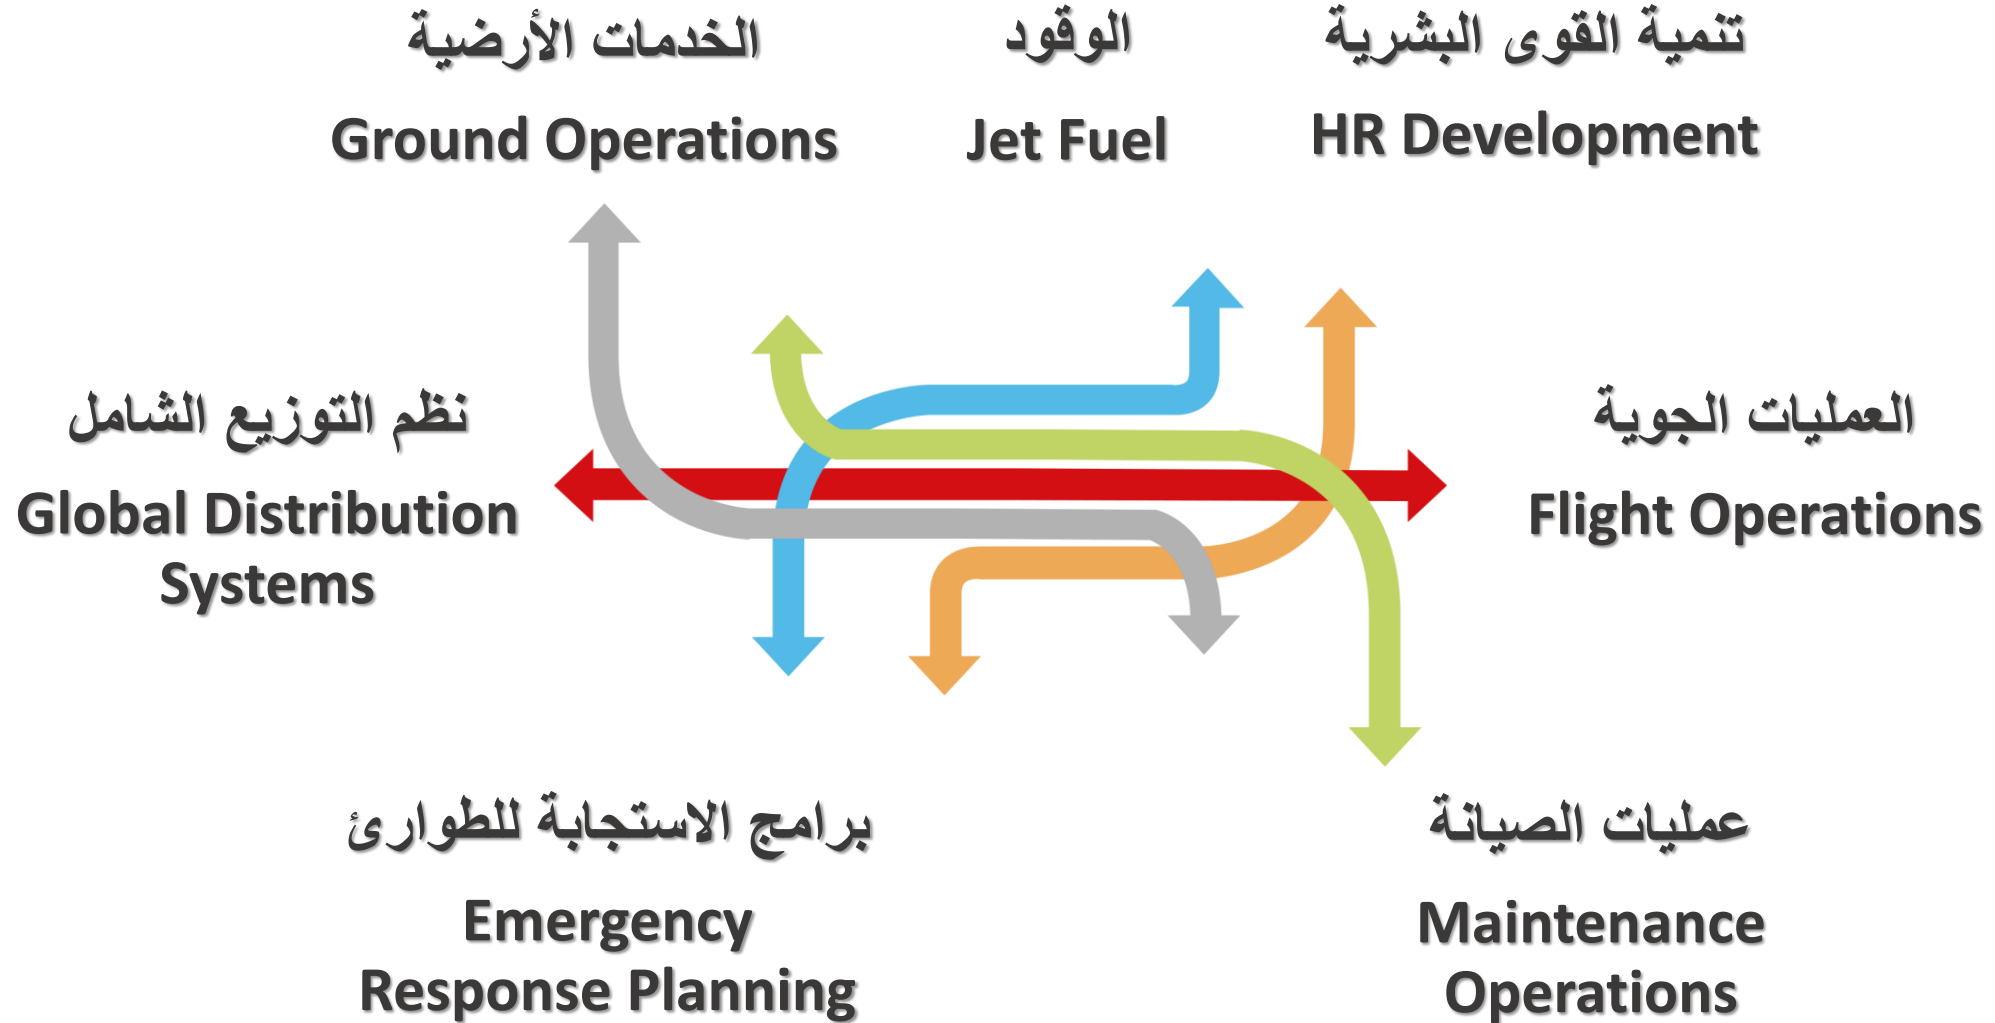 الخدمات الأرضية
Ground Operations
الوقود
Jet Fuel
تنمية القوى البشرية
HR Development
نظم التوزيع الشامل
Global Distribution
Systems
العمليات الجوية
Flight Operations
برامج الاستجابة للطوارئ
Emergency
Response Planning
عمليات الصيانة
Maintenance
Operations